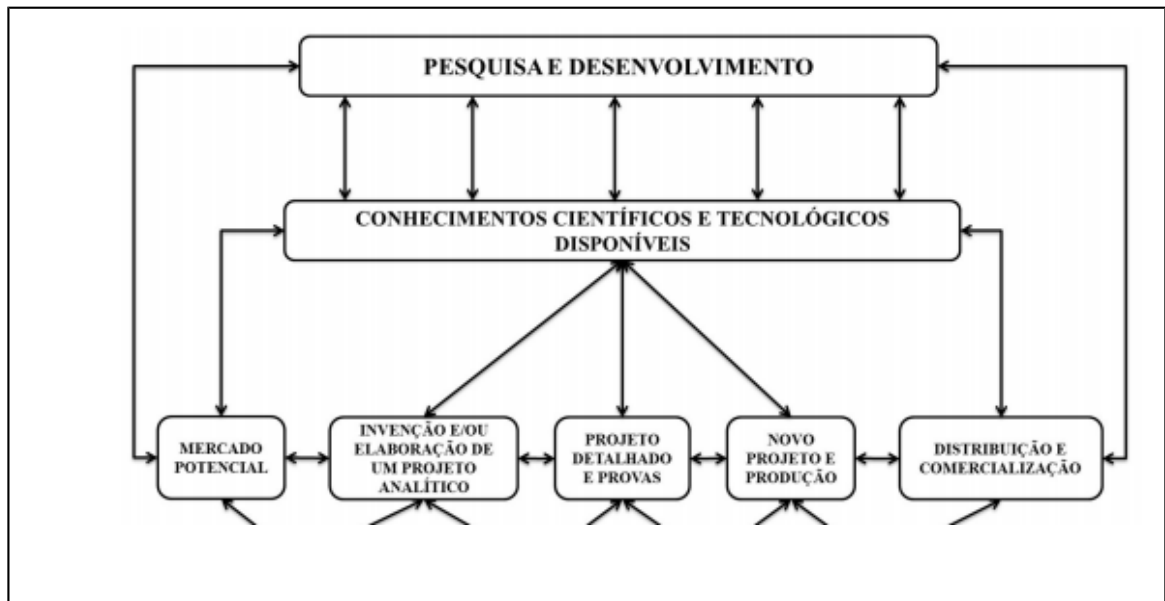 PESQUISA E DESENVOLVIMENTO
CONHECIMENTOS CIENTÍFICOS E TECNOLÓGICOS
DISPONÍVEIS
MERCADO
POTENCIAL
INVENÇÃO E/OU
ELABORAÇÃO DE
UM PROJETO
ANALÍTICO
PROJETO
DETALHADO
E PROVAS
NOVO
PROJETO E
PRODUÇÃO
DISTRIBUIÇÃO E
COMERCIALIZAÇÃO